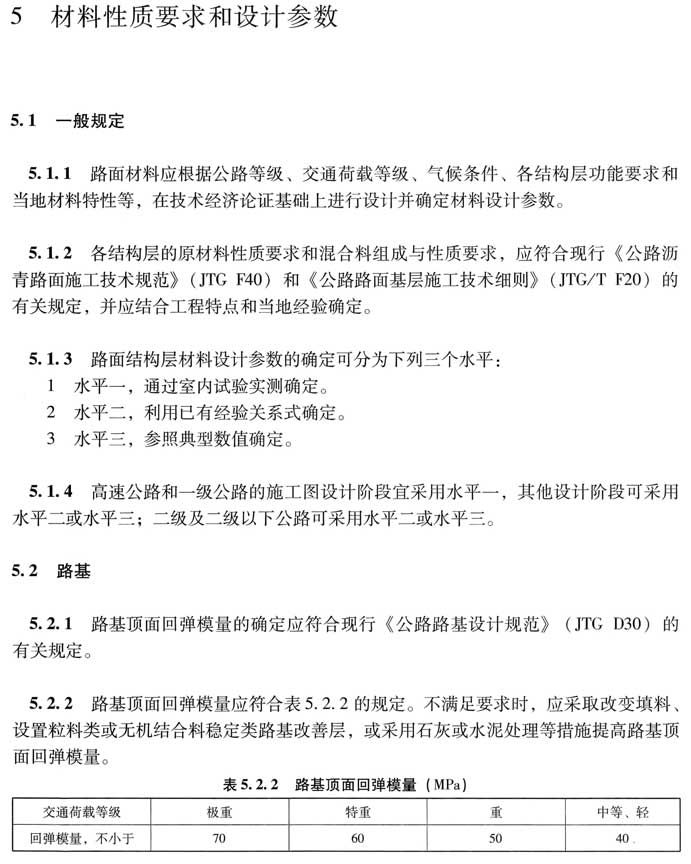 5 材料性质要求和设计参数
5.1 一般规定
5.1.1 路面材料应根据公路等级、交通荷载等级、气候条件、各结构层功能要求和
当地材料特性等，在技术经济论证基础上进行设计并确定材料设计参数。
5.1.2 各结构层的原材料性质要求和混合料组成与性质要求，应符合现行《公路沥
青路面施工技术规范》（JTG F40）和《公路路面基层施工技术细则》（JTG/T F20）的
有关规定，并应结合工程特点和当地经验确定。
5.1.3 路面结构层材料设计参数的确定可分为下列三个水平：
1 水平一，通过室内试验实测确定。
2 水平二，利用已有经验关系式确定。
3 水平三，参照典型数值确定。
5.1.4 高速公路和一级公路的施工图设计阶段宜采用水平一，其他设计阶段可采用
水平二或水平三；二级及二级以下公路可采用水平二或水平三。
5.2 路基
5.2.1 路基顶面回弹模量的确定应符合现行《公路路基设计规范》（JTG D30）的
有关规定。
5.2.2 路基顶面回弹模量应符合表5.2.2的规定。不满足要求时，应采取改变填料、
设置粒料类或无机结合料稳定类路基改善层，或采用石灰或水泥处理等措施提高路基顶
面回弹模量。
表5.2.2 路基顶面回弹模量（MPa）
交通荷载等级 极重 特重 重 中等、轻
回弹模量，不小于 70 60 50 40